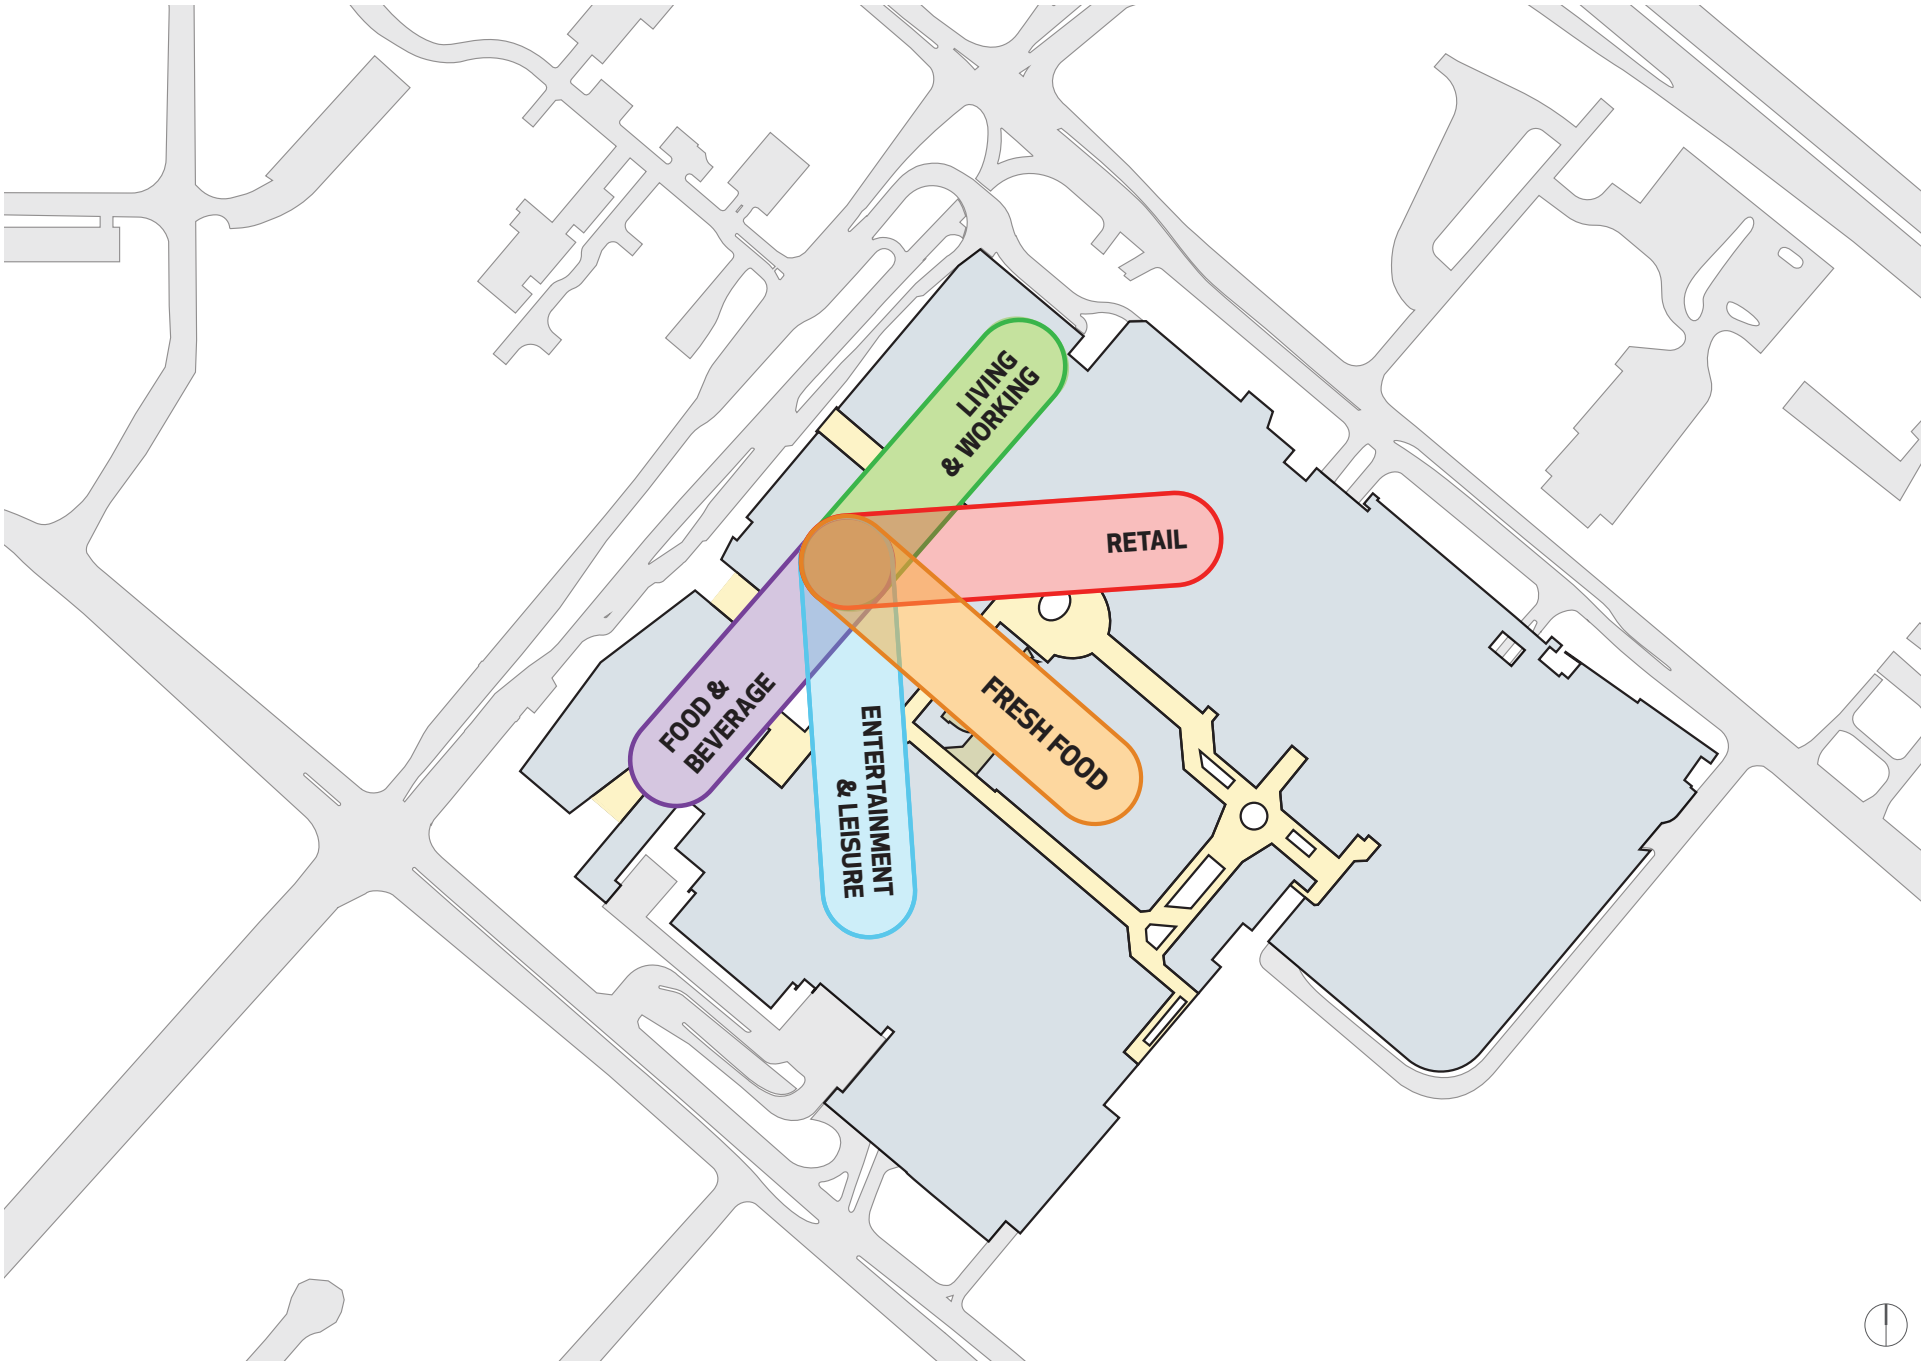 LIVING
& WORKING
RETAIL
FOOD &
BEVERAGE
ENTERTAINMENT
& LEISURE
FRESH FOOD